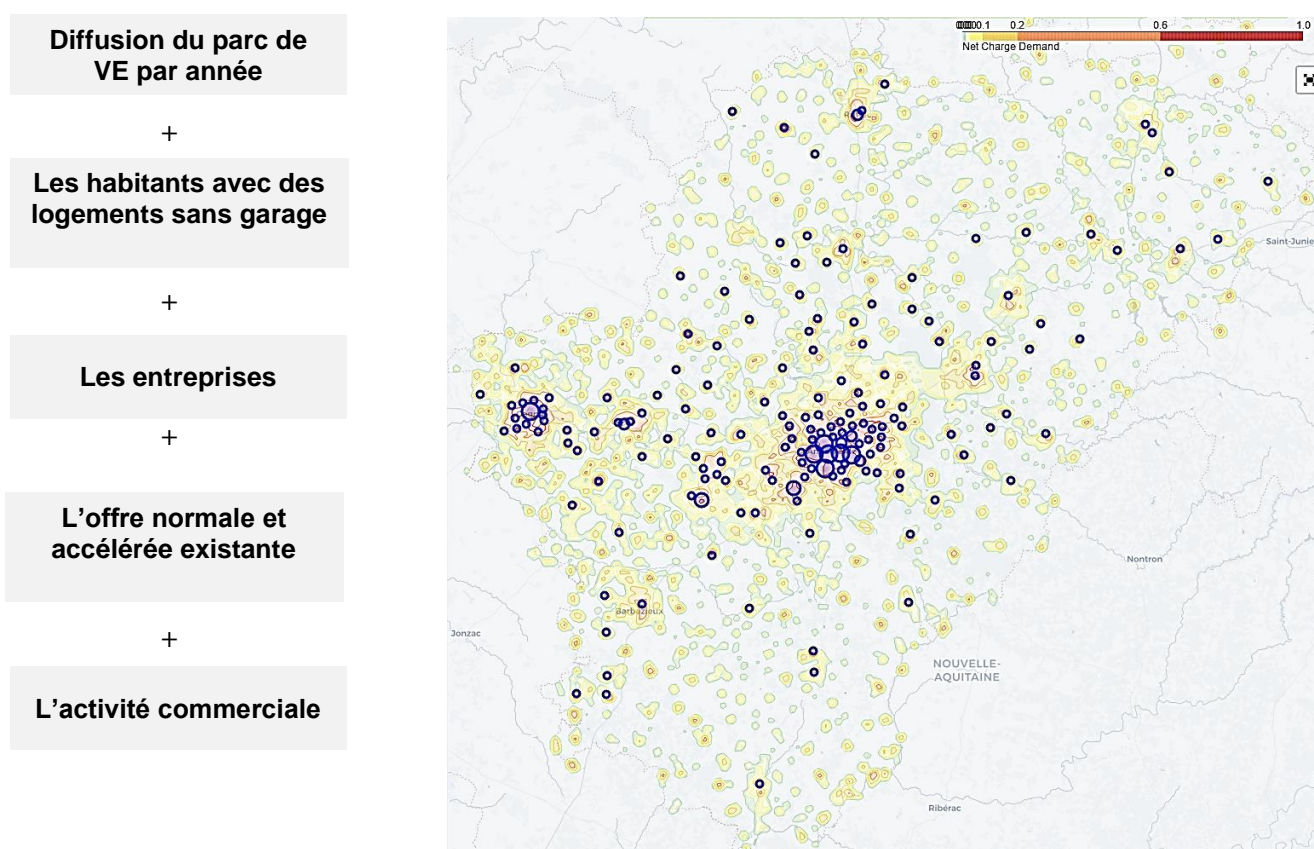 Diffusion du parc de
VE par année
+
Les habitants avec des
logements sans garage
+
Les entreprises
+
L'offre normale et
accélérée existante
+
L'activité commerciale
0.1 0.2 0.6 1.0
Net Charge Demand
Saint-Junie
Nontron
Barbezieux
Jonzac
NOUVELLE-
AQUITAINE
Ribérac